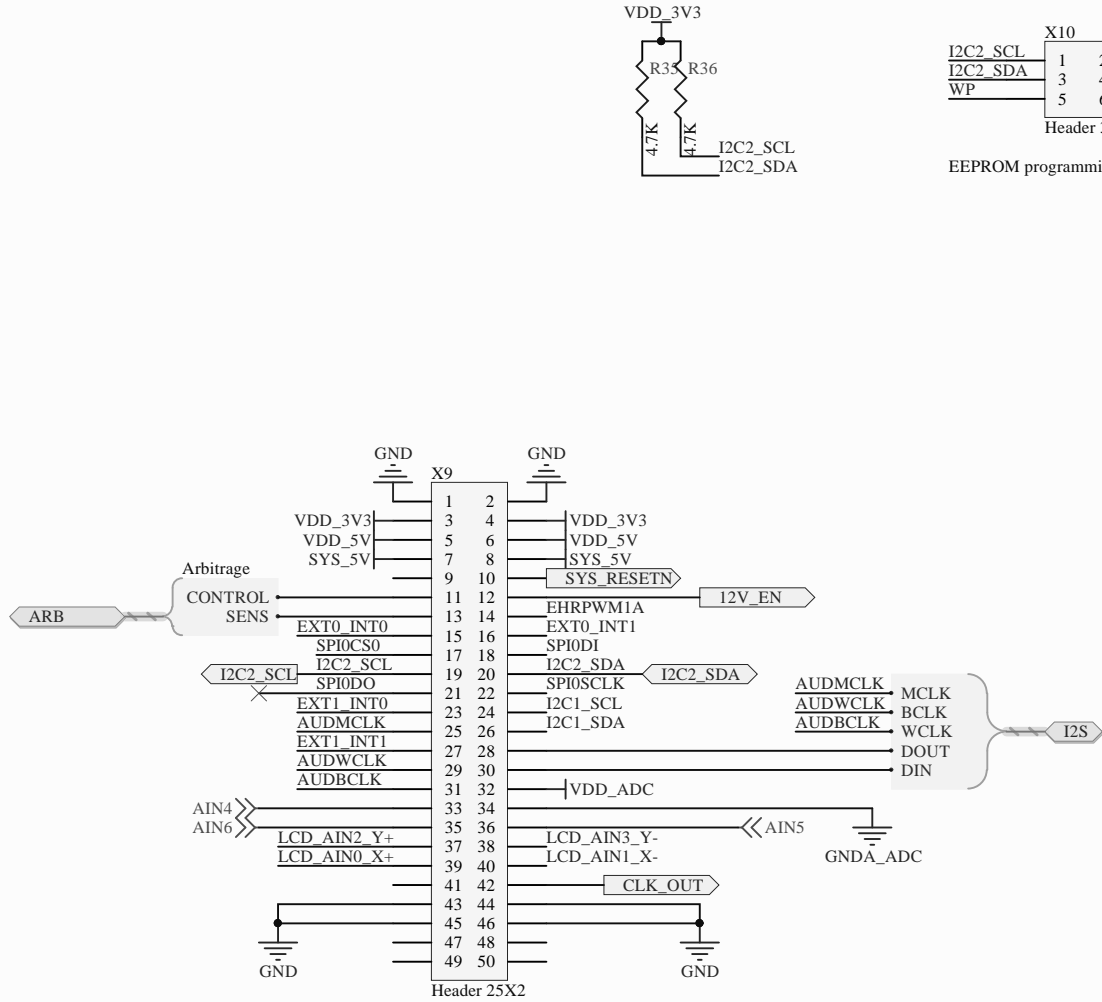 VDD_3V3
R35 R36
4.7K 4.7K
I2C2_SCL
I2C2_SDA
X10
I2C2_SCL 1 2
I2C2_SDA 3 4
WP 5 6
Header
EEPROM programmi
GND GND
X9
1 2
VDD_3V3 3 4 VDD_3V3
VDD_5V 5 6 VDD_5V
SYS_5V 7 8 SYS_5V
9 10 SYS_RESETN
Arbitrage
ARB
CONTROL 11 12 12V_EN
SENS 13 14 EHRPWM1A
EXT0_INT0 15 16 EXT0_INT1
SPI0CS0 17 18 SPI0DI
I2C2_SCL I2C2_SCL 19 20 I2C2_SDA I2C2_SDA
SPI0DO 21 22 SPI0SCLK
EXT1_INT0 23 24 I2C1_SCL
AUDMCLK 25 26 I2C1_SDA
EXT1_INT1 27 28
AUDWCLK 29 30
AUDBCLK 31 32 VDD_ADC
AUDMCLK MCLK
AUDWCLK BCLK
AUDBCLK WCLK
DOUT
DIN
I2S
AIN4 33 34
GNDA_ADC
AIN6 35 36 AIN5
LCD_AIN2_Y+ 37 38 LCD_AIN3_Y-
LCD_AIN0_X+ 39 40 LCD_AIN1_X-
41 42 CLK_OUT
43 44
45 46
47 48
49 50
GND GND
Header 25X2